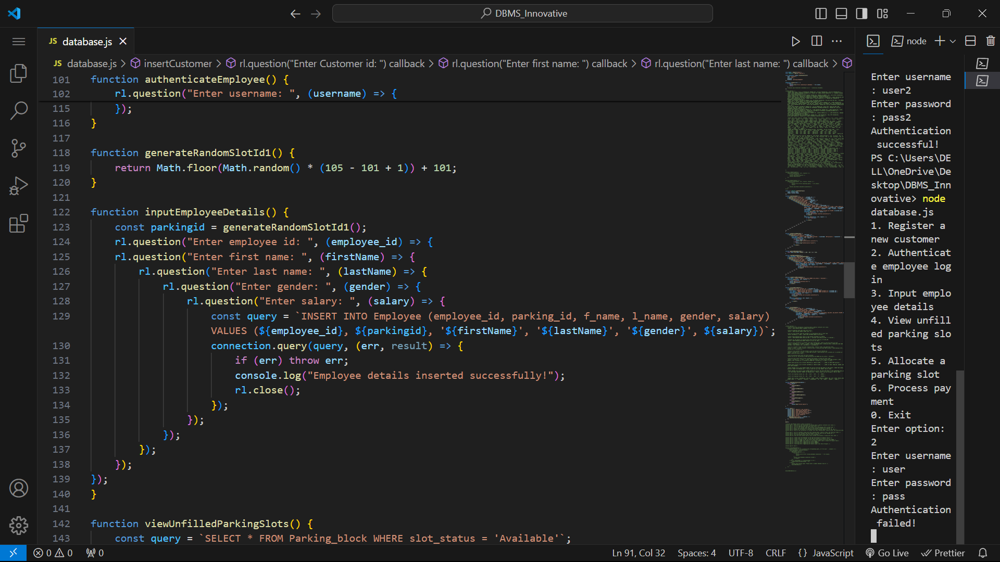 DBMS_Innovative
JS database.js
node
JS database.js > insertCustomer > rl.question("Enter Customer id: ") callback > rl.question("Enter first name: ") callback > rl.question("Enter last name: ") callback >
101 function authenticateEmployee() {
102 rl.question("Enter username: ", (username) => {
115 });
116 }
117
118 function generateRandomSlotId1() {
119 return Math.floor(Math.random() * (105 - 101 + 1)) + 101;
120 }
121
122 function inputEmployeeDetails() {
123 const parkingid = generateRandomSlotId1();
124 rl.question("Enter employee id: ", (employee_id) => {
125 rl.question("Enter first name: ", (firstName) => {
126 rl.question("Enter last name: ", (lastName) => {
127 rl.question("Enter gender: ", (gender) => {
128 rl.question("Enter salary: ", (salary) => {
129 const query = `INSERT INTO Employee (employee_id, parking_id, f_name, l_name, gender, salary)
VALUES (${employee_id}, ${parkingid}, '${firstName}', '${lastName}', '${gender}', ${salary})`;
130 connection.query(query, (err, result) => {
131 if (err) throw err;
132 console.log("Employee details inserted successfully!");
133 rl.close();
134 });
135 });
136 });
137 });
138 });
139 });
140 }
141
142 function viewUnfilledParkingSlots() {
143 const query = `SELECT * FROM Parking_block WHERE slot_status = 'Available'`;
Enter username
: user2
Enter password
: pass2
Authentication
successful!
PS C:\Users\DE
LL\OneDrive\De
sktop\DBMS_Inn
ovative> node
database.js
1. Register a
new customer
2. Authenticat
e employee log
in
3. Input emplo
yee details
4. View unfill
ed parking slo
ts
5. Allocate a
parking slot
6. Process pay
ment
0. Exit
Enter option:
2
Enter username
: user
Enter password
: pass
Authentication
failed!
0 0 0
Ln 91, Col 32 Spaces: 4 UTF-8 CRLF {} JavaScript Go Live Prettier